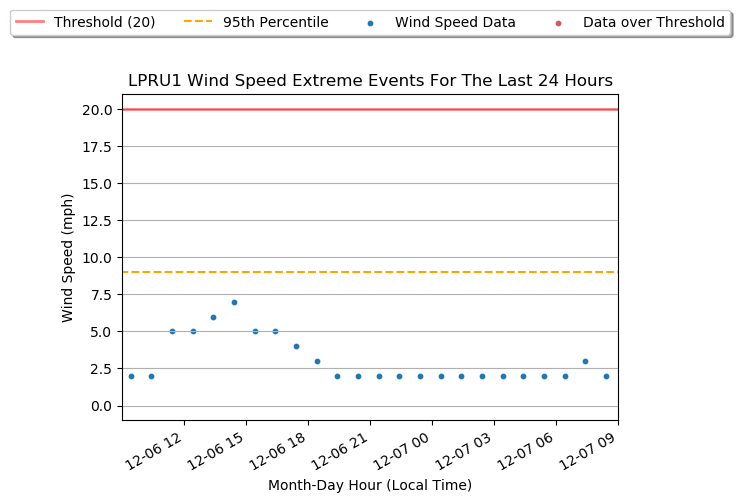 Threshold (20) 95th Percentile Wind Speed Data Data over Threshold
LPRU1 Wind Speed Extreme Events For The Last 24 Hours
20.0
17.5
15.0
12.5
10.0
7.5
5.0
2.5
0.0
Wind Speed (mph)
12-06 12 12-06 15 12-06 18 12-06 21 12-07 00 12-07 03 12-07 06 12-07 09
Month-Day Hour (Local Time)